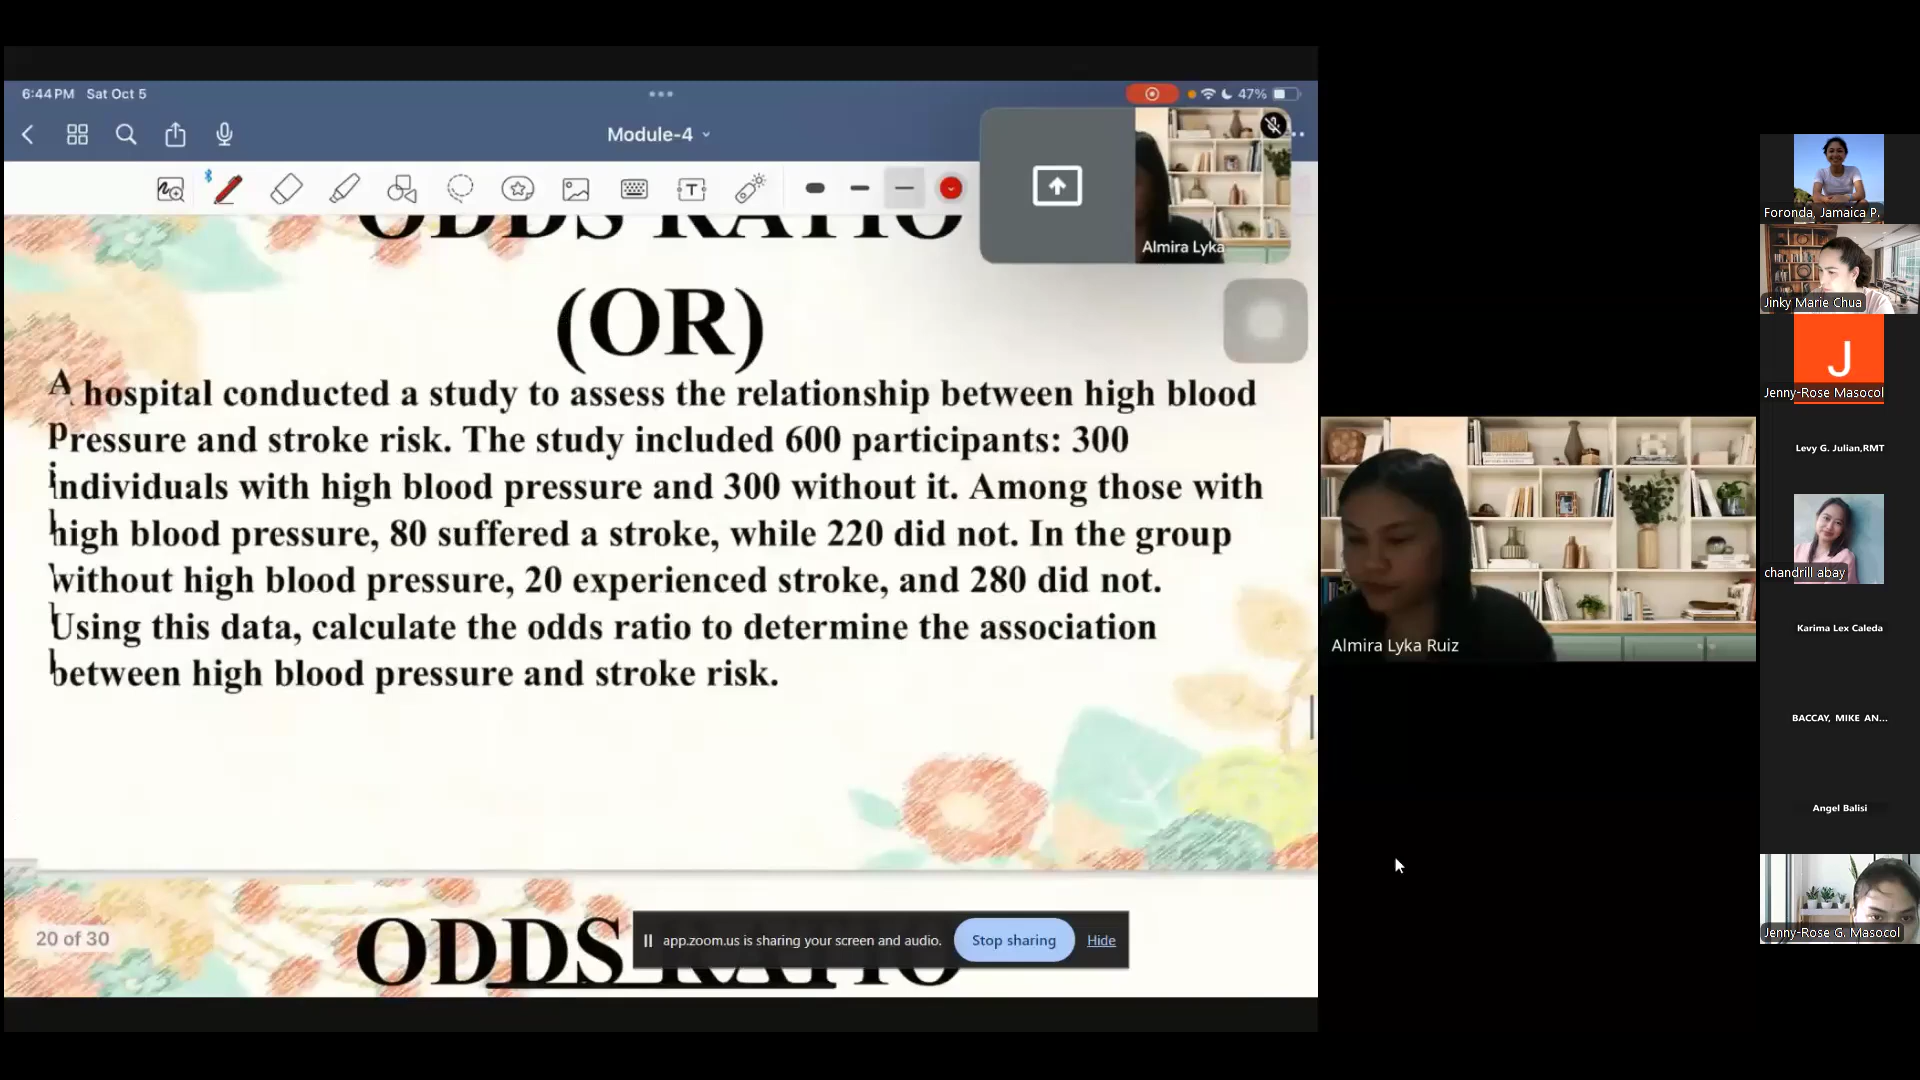 6:44 PM Sat Oct 5
47%
Module-4
ODDS RATIO
(OR)
A hospital conducted a study to assess the relationship between high blood
pressure and stroke risk. The study included 600 participants: 300
individuals with high blood pressure and 300 without it. Among those with
high blood pressure, 80 suffered a stroke, while 220 did not. In the group
without high blood pressure, 20 experienced stroke, and 280 did not.
Using this data, calculate the odds ratio to determine the association
between high blood pressure and stroke risk.
20 of 30
ODDS RATIO
app.zoom.us is sharing your screen and audio.
Stop sharing
Hide
T
Almira Lyka
Almira Lyka Ruiz
Foronda, Jamaica P.
Jinky Marie Chua
J
Jenny-Rose Masocol
Levy G. Julian,RMT
chandrill abay
Karima Lex Caleda
BACCAY, MIKE AN...
Angel Balisi
Jenny-Rose G. Masocol